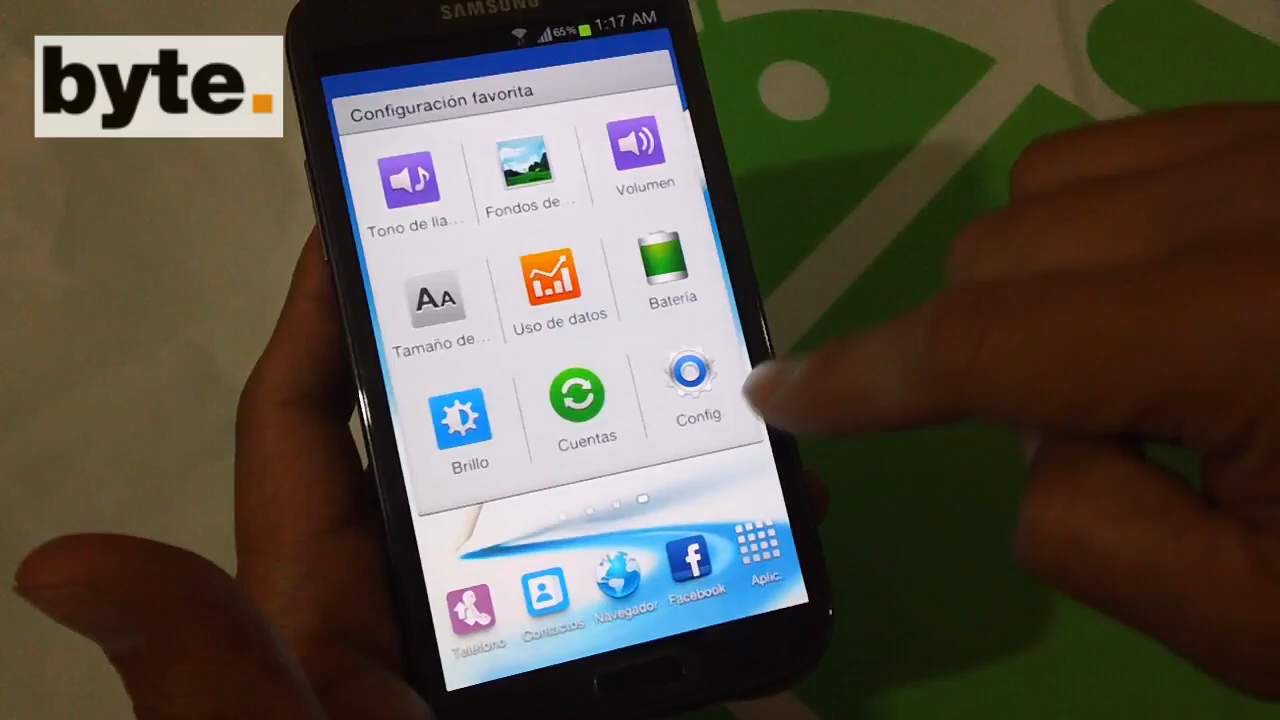 SAMSUNG
65% 1:17 AM
byte.
Configuración favorita
Tono de lla...
Fondos de...
Volumen
Tamaño de...
Uso de datos
Batería
Brillo
Cuentas
Config
Teléfono
Contactos
Navegador
Facebook
Aplic.